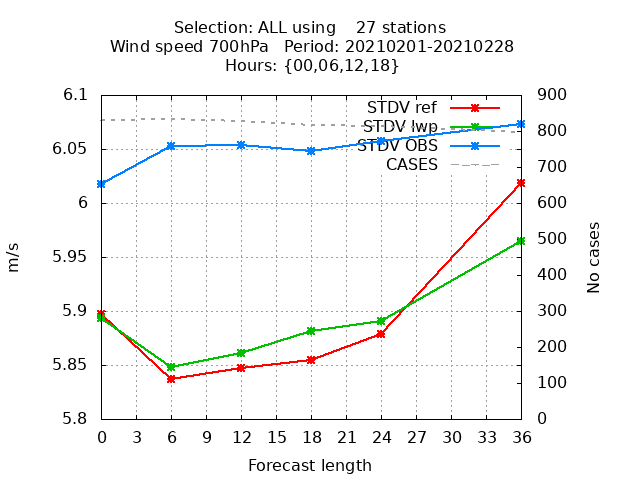 Selection: ALL using    27 stations
Wind speed 700hPa   Period: 20210201-20210228
Hours: {00,06,12,18}
6.1
6.05
6
5.95
5.9
5.85
5.8
m/s
STDV ref
STDV lwp
STDV OBS
CASES
900
800
700
600
500
400
300
200
100
0
No cases
0 3 6 9 12 15 18 21 24 27 30 33 36
Forecast length